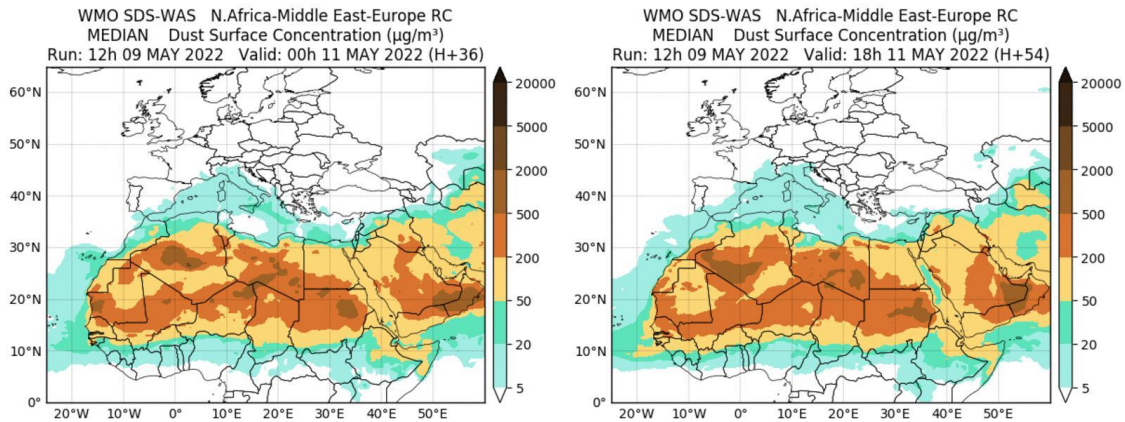 WMO SDS-WAS N.Africa-Middle East-Europe RC
MEDIAN Dust Surface Concentration (µg/m³)
Run: 12h 09 MAY 2022 Valid: 00h 11 MAY 2022 (H+36)
60°N
50°N
40°N
30°N
20°N
10°N
0°
20°W 10°W 0° 10°E 20°E 30°E 40°E 50°E
20000
5000
2000
500
200
50
20
5
WMO SDS-WAS N.Africa-Middle East-Europe RC
MEDIAN Dust Surface Concentration (µg/m³)
Run: 12h 09 MAY 2022 Valid: 18h 11 MAY 2022 (H+54)
60°N
50°N
40°N
30°N
20°N
10°N
0°
20°W 10°W 0° 10°E 20°E 30°E 40°E 50°E
20000
5000
2000
500
200
50
20
5